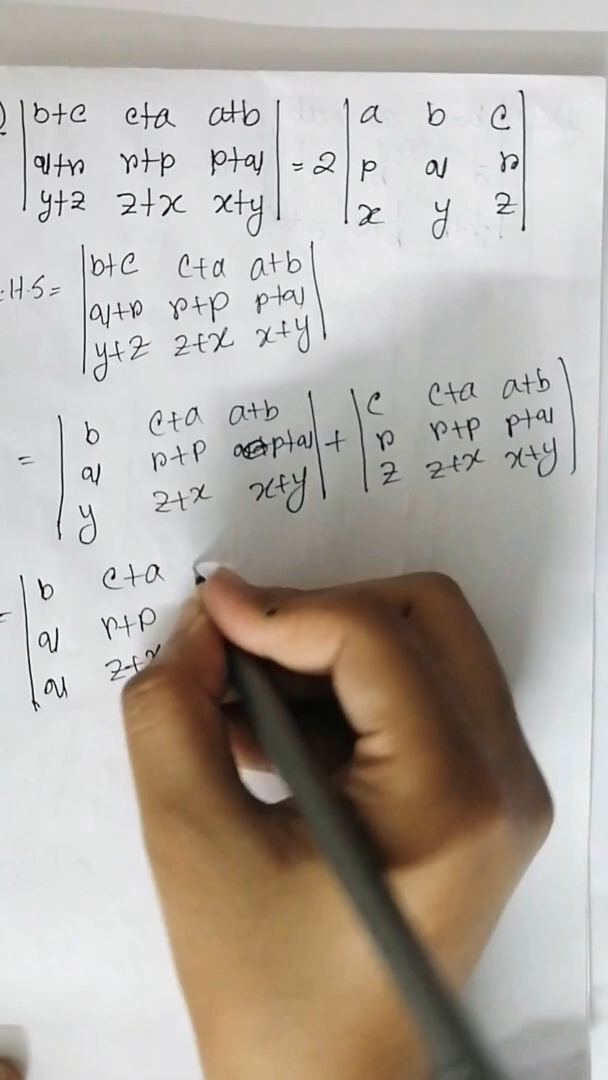 |b+c c+a a+b|
|q+r r+p p+q| = 2 |a b c|
|y+z z+x x+y| |p q r|
|x y z|
.H.S = |b+c c+a a+b|
|q+r r+p p+q|
|y+z z+x x+y|
= |b c+a a+b| + |c c+a a+b|
|q r+p p+q| |r r+p p+q|
|y z+x x+y| |z z+x x+y|
= |b c+a
|q r+p
z+x